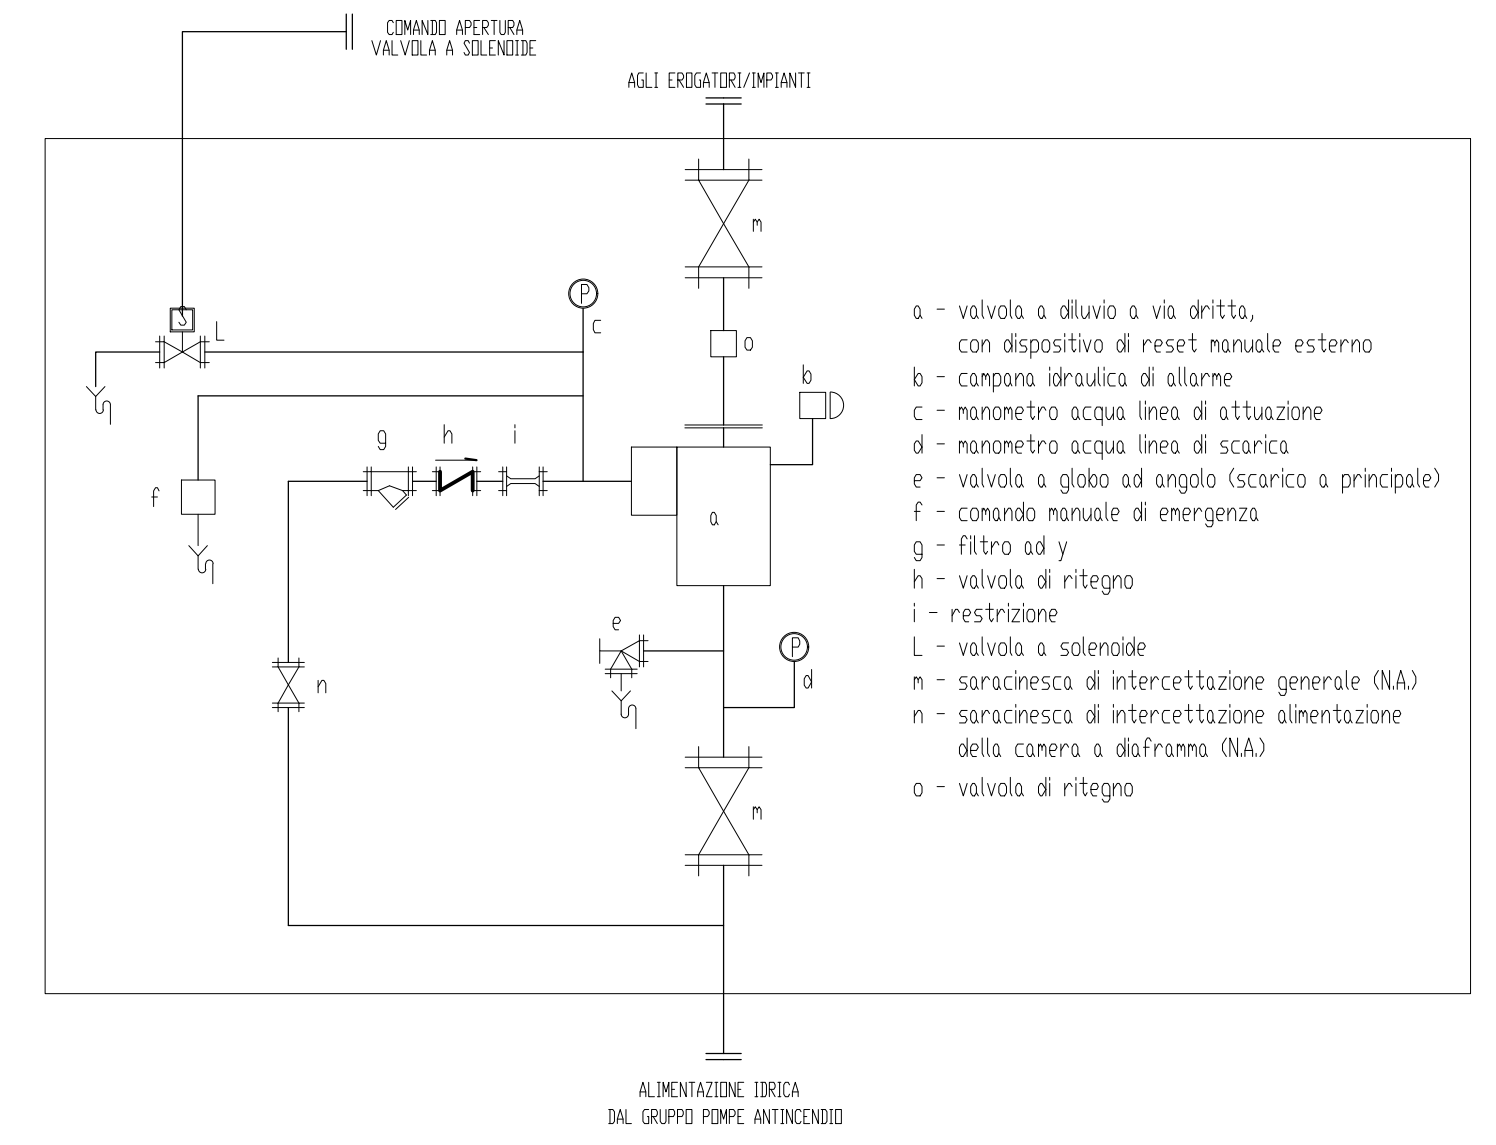 COMANDO APERTURA
VALVOLA A SOLENOIDE
AGLI EROGATORI/IMPIANTI
m
P
c
o
S
L
b
g
h
i
f
a
e
P
d
n
m
a - valvola a diluvio a via dritta,
con dispositivo di reset manuale esterno
b - campana idraulica di allarme
c - manometro acqua linea di attuazione
d - manometro acqua linea di scarica
e - valvola a globo ad angolo (scarico a principale)
f - comando manuale di emergenza
g - filtro ad y
h - valvola di ritegno
i - restrizione
L - valvola a solenoide
m - saracinesca di intercettazione generale (N.A.)
n - saracinesca di intercettazione alimentazione
della camera a diaframma (N.A.)
o - valvola di ritegno
ALIMENTAZIONE IDRICA
DAL GRUPPO POMPE ANTINCENDIO